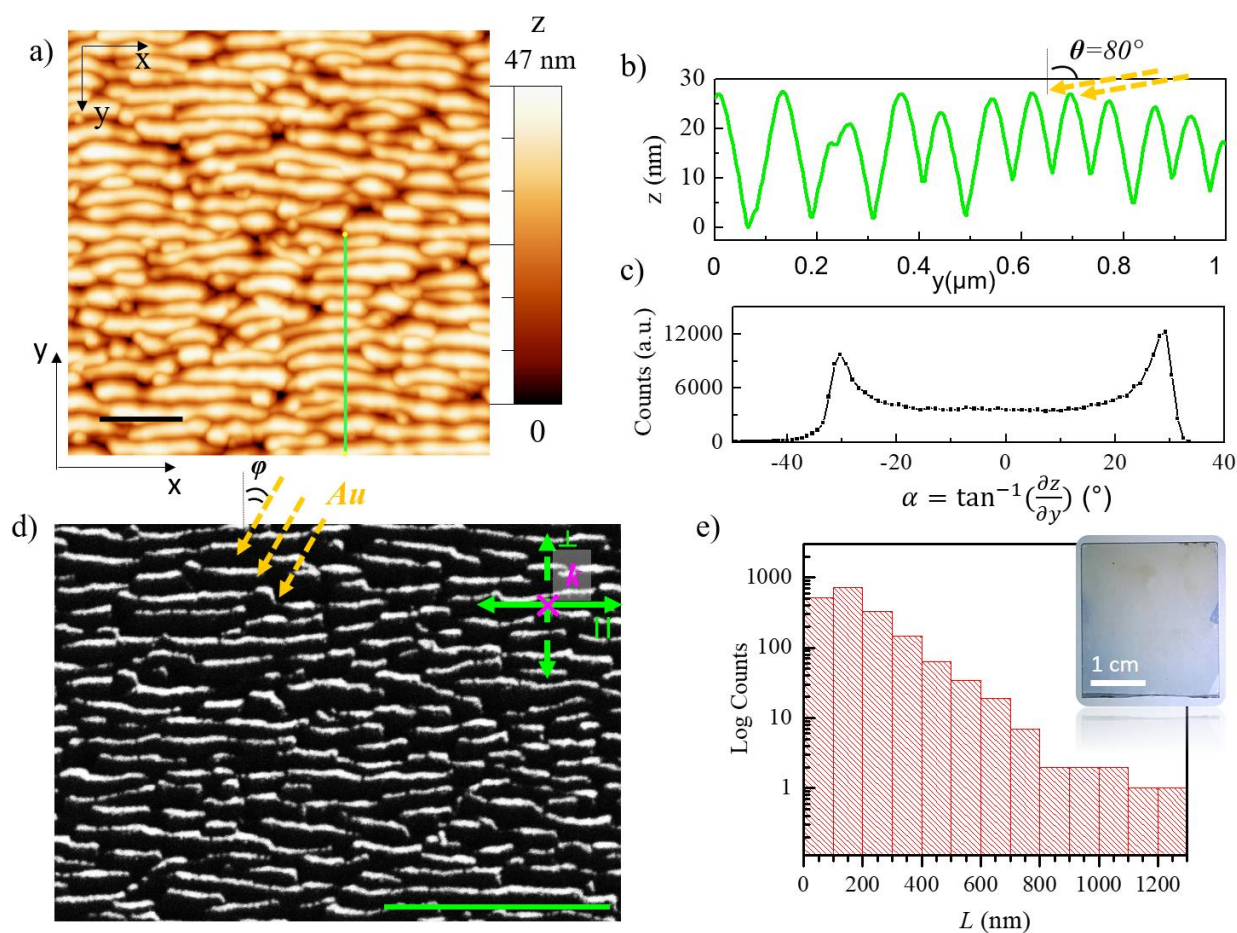 a)
x
y
z
47 nm
0
y
x
b)
θ=80°
z (nm)
30
20
10
0
0 0.2 0.4 0.6 0.8 1
y(µm)
c)
Counts (a.u.)
12000
6000
0
-40 -20 0 20 40
α = tan⁻¹(∂z/∂y) (°)
d)
φ
Au
⊥
k
||
e)
Log Counts
1000
100
10
1
0 200 400 600 800 1000 1200
L (nm)
1 cm